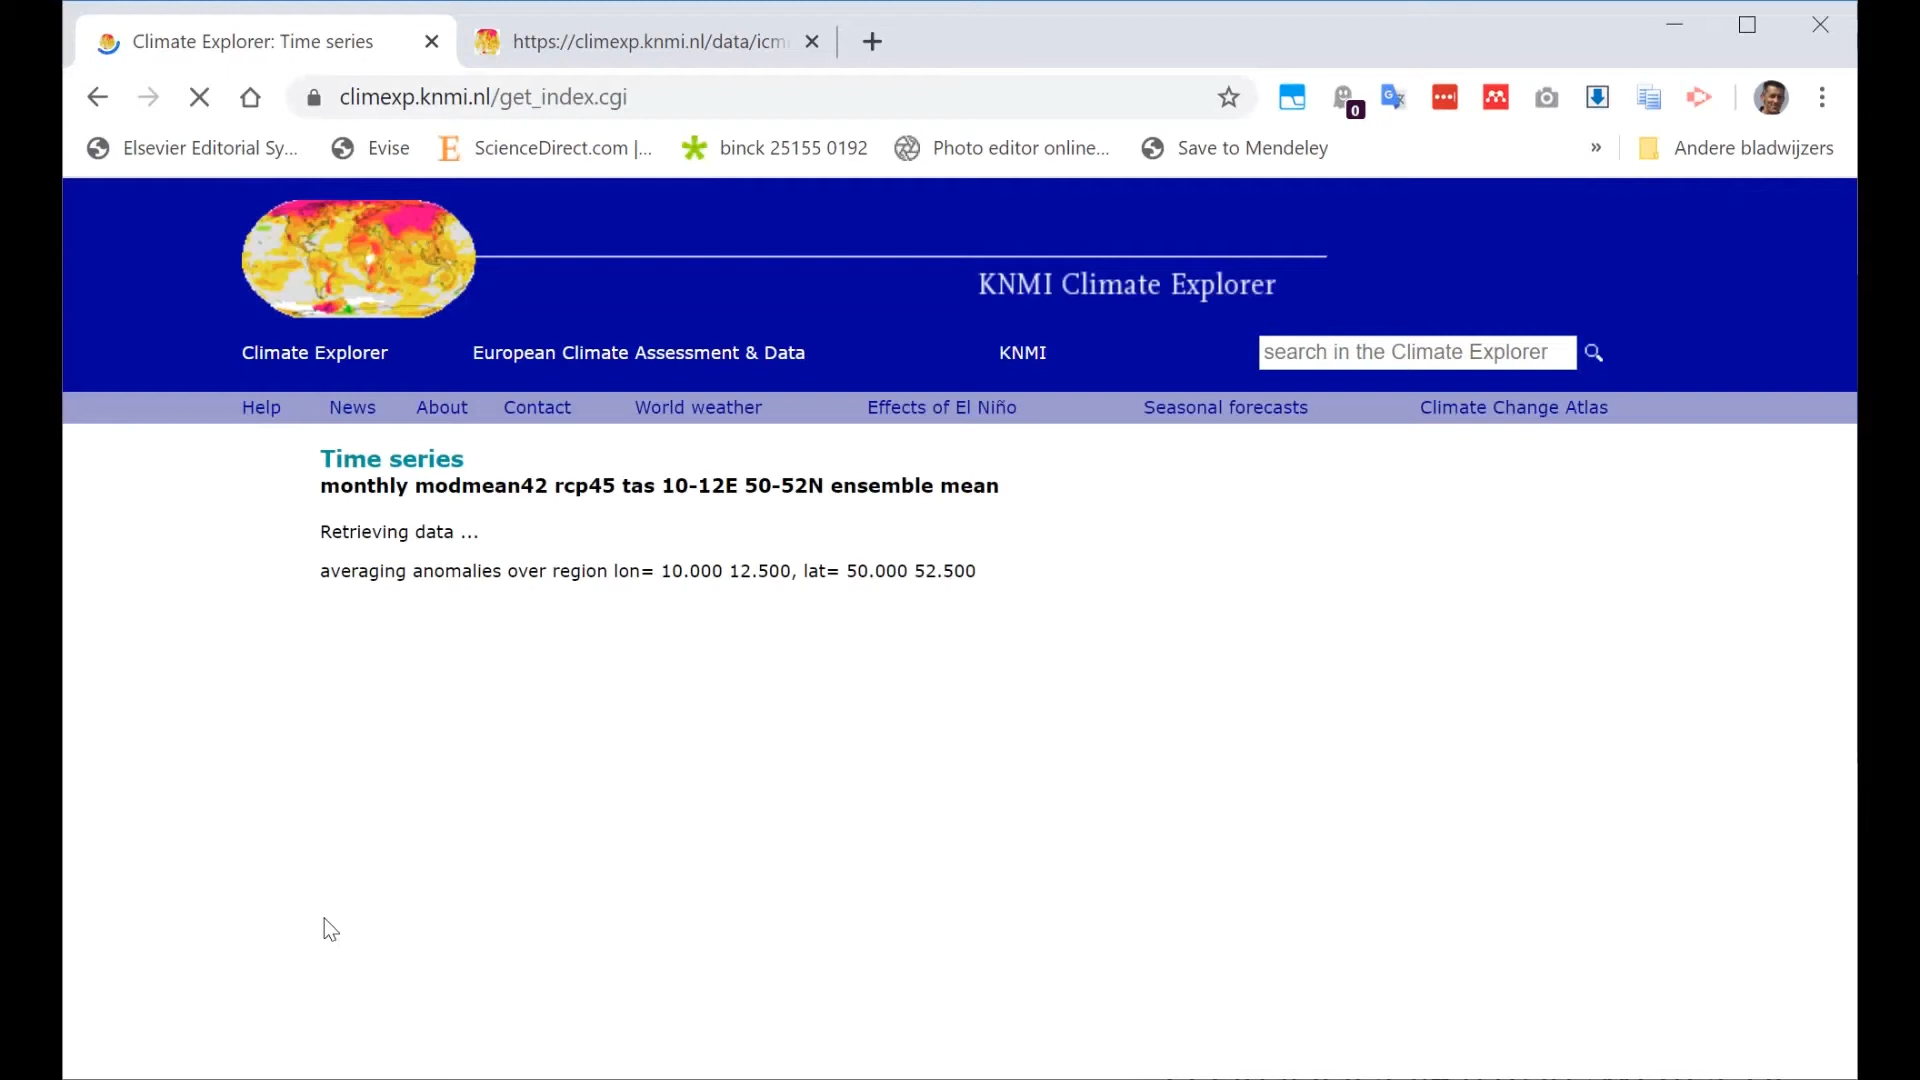 Climate Explorer: Time series
https://climexp.knmi.nl/data/icm
climexp.knmi.nl/get_index.cgi
0
Elsevier Editorial Sy...
Evise
ScienceDirect.com |...
binck 25155 0192
Photo editor online...
Save to Mendeley
»
Andere bladwijzers
KNMI Climate Explorer
Climate Explorer
European Climate Assessment & Data
KNMI
search in the Climate Explorer
Help
News
About
Contact
World weather
Effects of El Niño
Seasonal forecasts
Climate Change Atlas
Time series
monthly modmean42 rcp45 tas 10-12E 50-52N ensemble mean
Retrieving data ...
averaging anomalies over region lon= 10.000 12.500, lat= 50.000 52.500